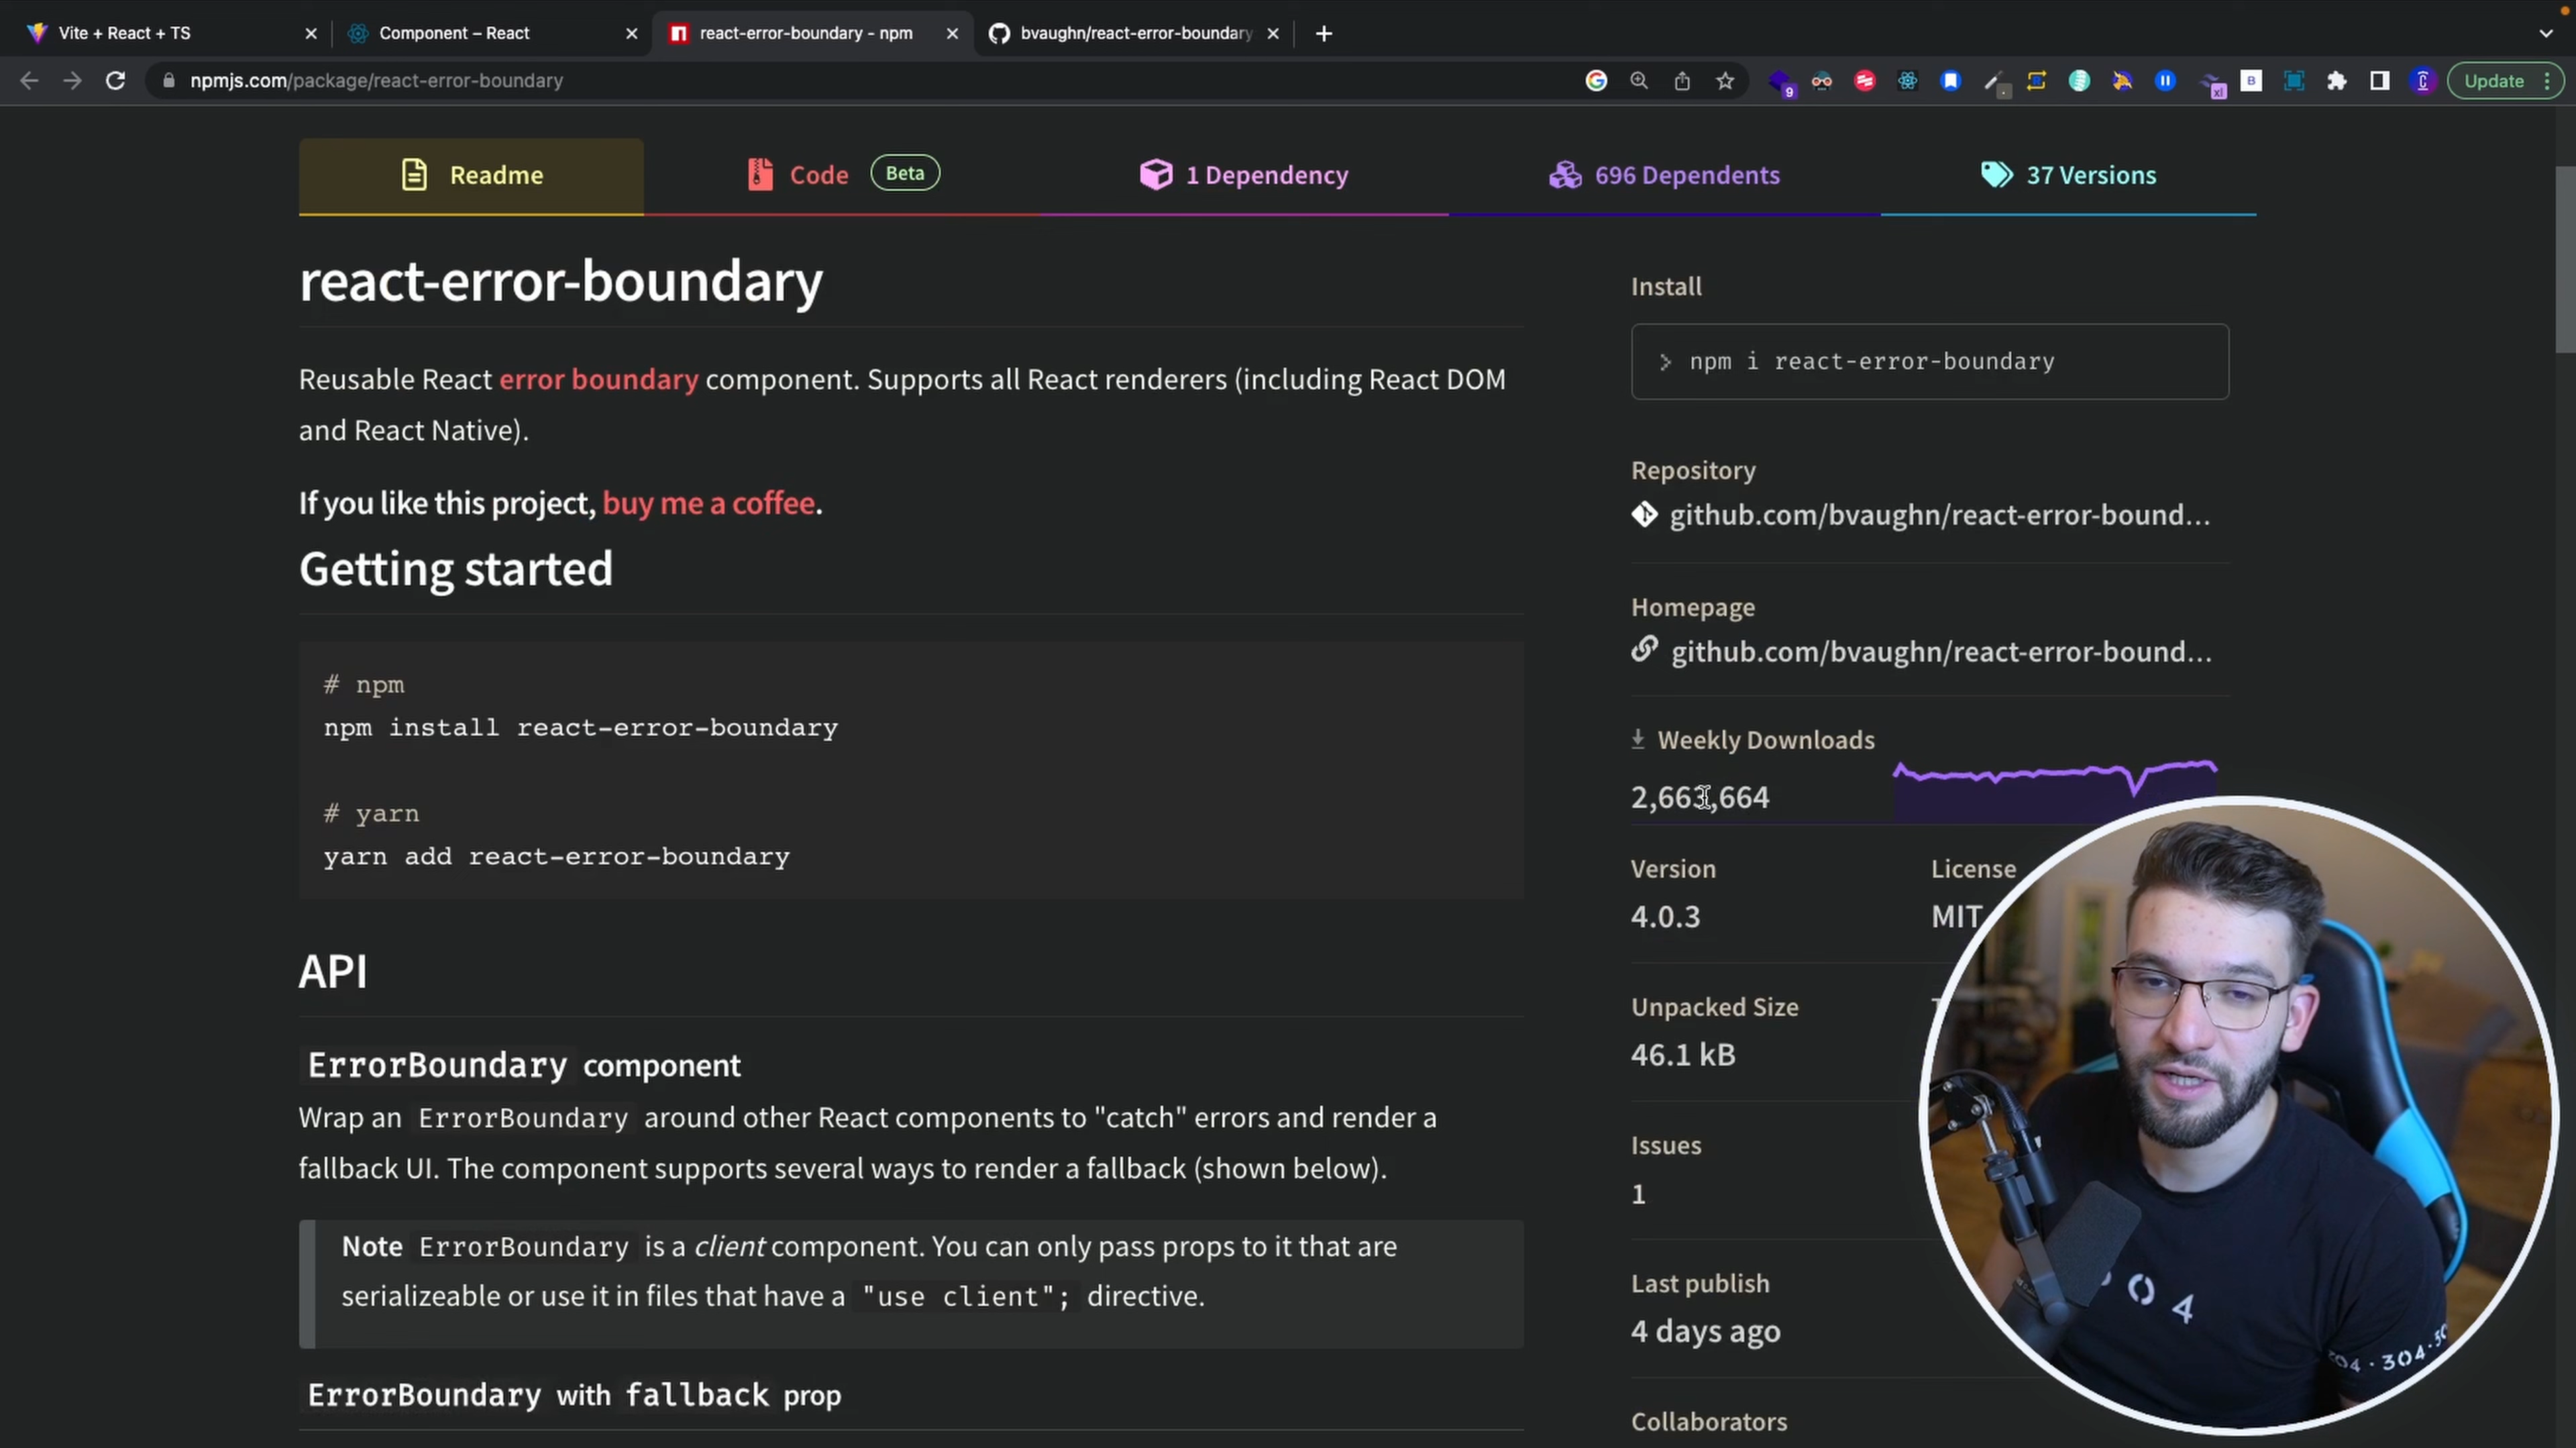 Vite + React + TS
Component – React
react-error-boundary - npm
bvaughn/react-error-boundary
npmjs.com/package/react-error-boundary
9
xl
B
Update
Readme
Code Beta
1 Dependency
696 Dependents
37 Versions
react-error-boundary
Reusable React error boundary component. Supports all React renderers (including React DOM
and React Native).
If you like this project, buy me a coffee.
Getting started
# npm
npm install react-error-boundary
# yarn
yarn add react-error-boundary
API
ErrorBoundary component
Wrap an ErrorBoundary around other React components to "catch" errors and render a
fallback UI. The component supports several ways to render a fallback (shown below).
Note ErrorBoundary is a client component. You can only pass props to it that are
serializeable or use it in files that have a "use client"; directive.
ErrorBoundary with fallback prop
Install
> npm i react-error-boundary
Repository
github.com/bvaughn/react-error-bound...
Homepage
github.com/bvaughn/react-error-bound...
Weekly Downloads
2,663,664
Version
4.0.3
License
MIT
Unpacked Size
46.1 kB
Issues
1
Last publish
4 days ago
Collaborators